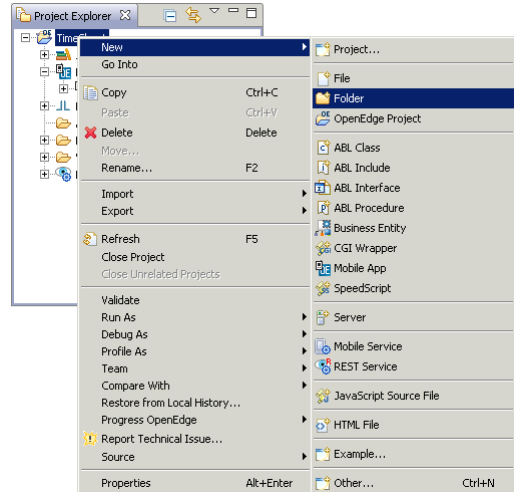 Project Explorer
New
Go Into
Copy Ctrl+C
Paste Ctrl+V
Delete Delete
Move...
Rename... F2
Import
Export
Refresh F5
Close Project
Close Unrelated Projects
Validate
Run As
Debug As
Profile As
Team
Compare With
Restore from Local History...
Progress OpenEdge
Report Technical Issue...
Source
Properties Alt+Enter
Project...
File
Folder
OpenEdge Project
ABL Class
ABL Include
ABL Interface
ABL Procedure
Business Entity
CGI Wrapper
Mobile App
SpeedScript
Server
Mobile Service
REST Service
JavaScript Source File
HTML File
Example...
Other... Ctrl+N